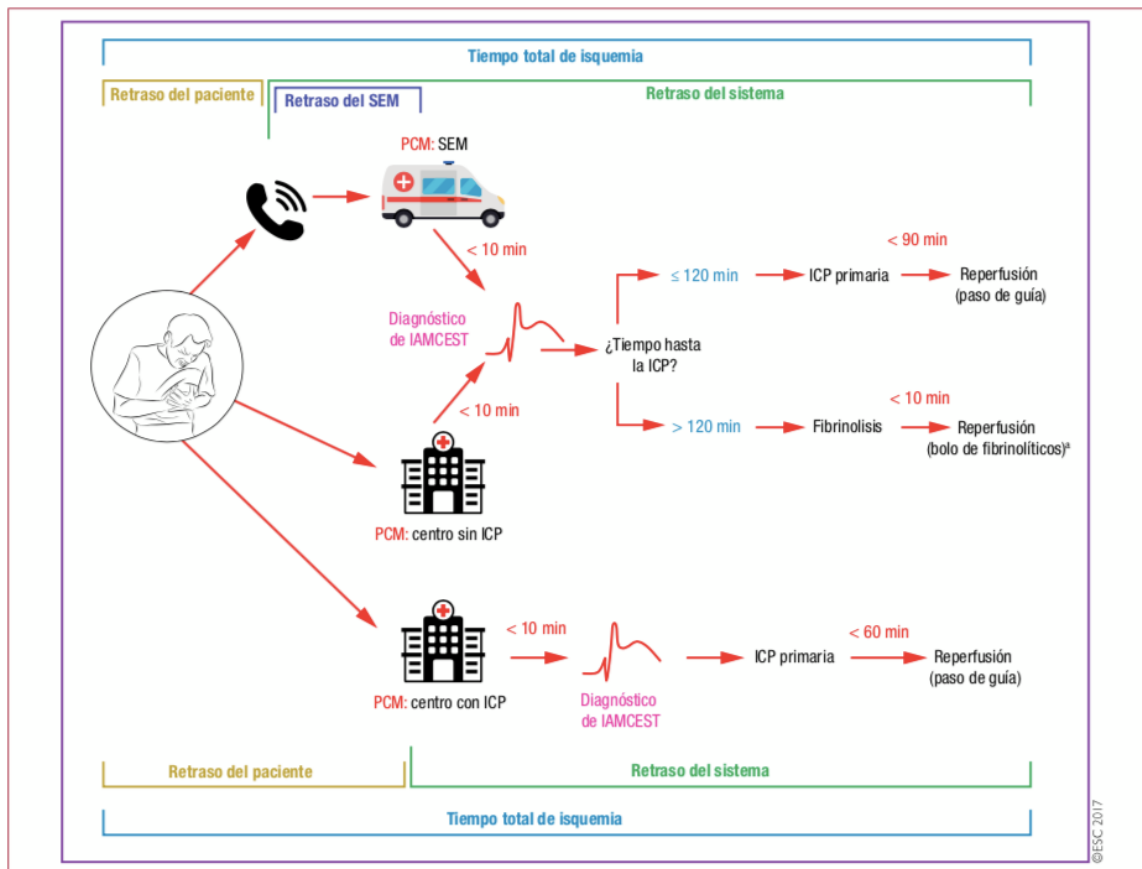 Tiempo total de isquemia
Retraso del paciente
Retraso del SEM
Retraso del sistema
PCM: SEM
< 10 min
Diagnóstico
de IAMCEST
< 10 min
PCM: centro sin ICP
¿Tiempo hasta
la ICP?
≤ 120 min
ICP primaria
< 90 min
Reperfusión
(paso de guía)
> 120 min
Fibrinolisis
< 10 min
Reperfusión
(bolo de fibrinolíticos)ª
PCM: centro con ICP
< 10 min
Diagnóstico
de IAMCEST
ICP primaria
< 60 min
Reperfusión
(paso de guía)
Retraso del paciente
Retraso del sistema
Tiempo total de isquemia
©ESC 2017